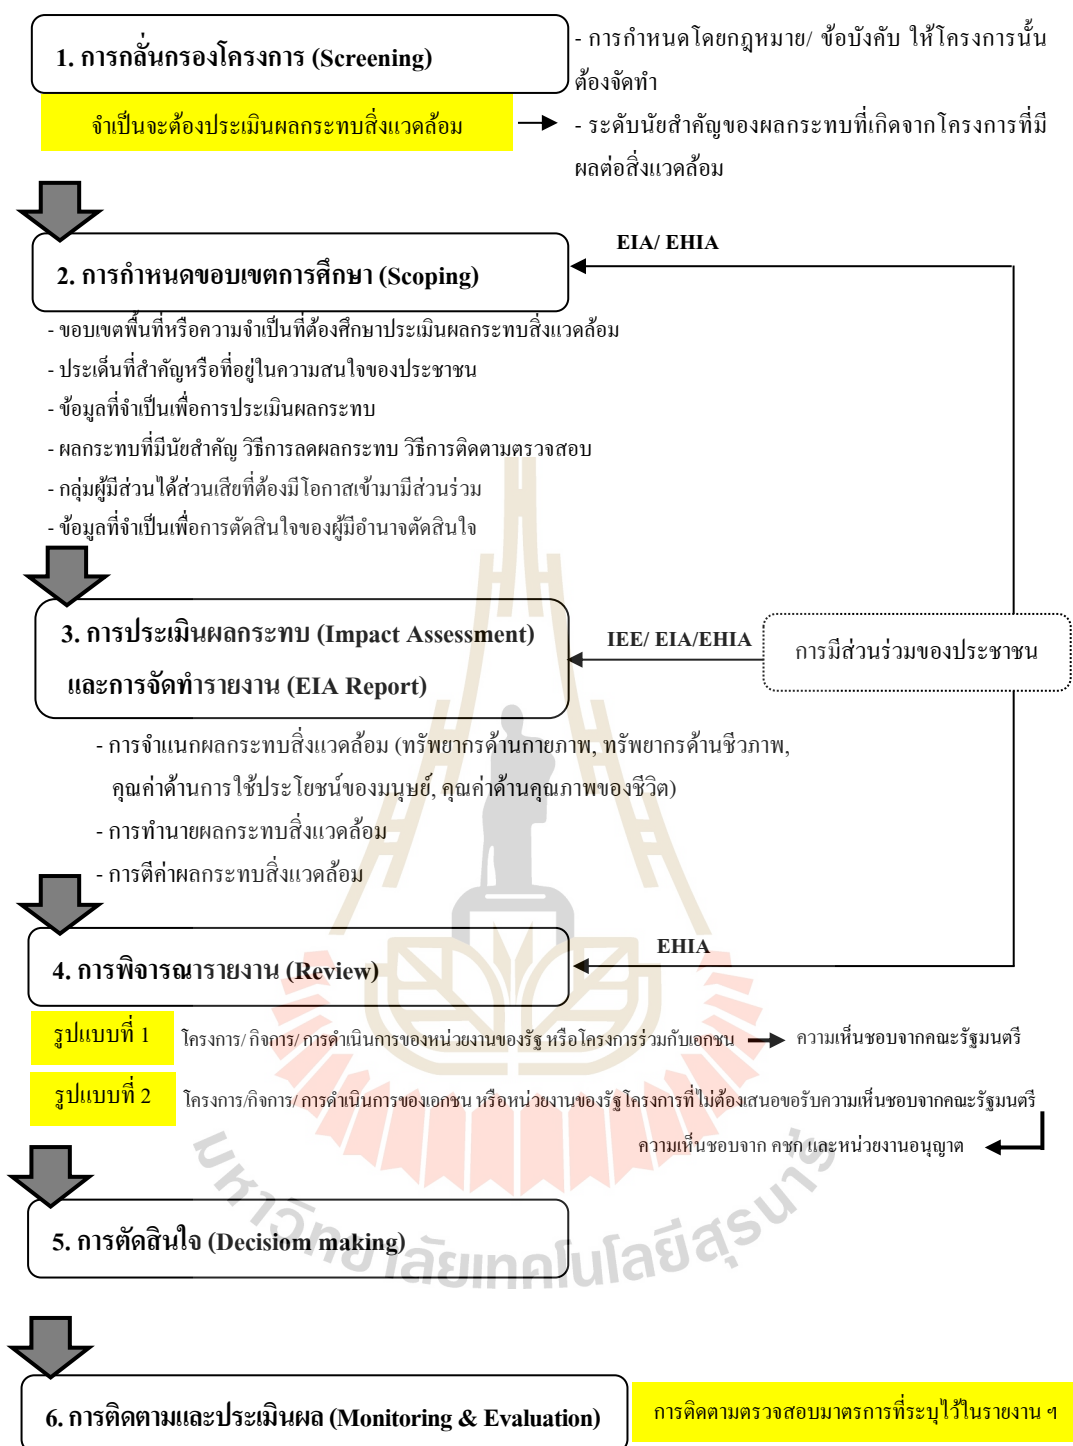 1. การกลั่นกรองโครงการ (Screening)
- การกำหนดโดยกฎหมาย/ ข้อบังคับ ให้โครงการนั้น
ต้องจัดทำ
จำเป็นจะต้องประเมินผลกระทบสิ่งแวดล้อม
- ระดับนัยสำคัญของผลกระทบที่เกิดจากโครงการที่มี
ผลต่อสิ่งแวดล้อม
EIA/ EHIA
2. การกำหนดขอบเขตการศึกษา (Scoping)
- ขอบเขตพื้นที่หรือความจำเป็นที่ต้องศึกษาประเมินผลกระทบสิ่งแวดล้อม
- ประเด็นที่สำคัญหรือที่อยู่ในความสนใจของประชาชน
- ข้อมูลที่จำเป็นเพื่อการประเมินผลกระทบ
- ผลกระทบที่มีนัยสำคัญ วิธีการลดผลกระทบ วิธีการติดตามตรวจสอบ
- กลุ่มผู้มีส่วนได้ส่วนเสียที่ต้องมีโอกาสเข้ามามีส่วนร่วม
- ข้อมูลที่จำเป็นเพื่อการตัดสินใจของผู้มีอำนาจตัดสินใจ
3. การประเมินผลกระทบ (Impact Assessment)
และการจัดทำรายงาน (EIA Report)
IEE/ EIA/EHIA
การมีส่วนร่วมของประชาชน
- การจำแนกผลกระทบสิ่งแวดล้อม (ทรัพยากรด้านกายภาพ, ทรัพยากรด้านชีวภาพ,
คุณค่าด้านการใช้ประโยชน์ของมนุษย์, คุณค่าด้านคุณภาพของชีวิต)
- การทำนายผลกระทบสิ่งแวดล้อม
- การตีค่าผลกระทบสิ่งแวดล้อม
EHIA
4. การพิจารณารายงาน (Review)
รูปแบบที่ 1 โครงการ/ กิจการ/ การดำเนินการของหน่วยงานของรัฐ หรือโครงการร่วมกับเอกชน ความเห็นชอบจากคณะรัฐมนตรี
รูปแบบที่ 2 โครงการ/กิจการ/ การดำเนินการของเอกชน หรือหน่วยงานของรัฐโครงการที่ไม่ต้องเสนอขอรับความเห็นชอบจากคณะรัฐมนตรี
ความเห็นชอบจาก คชก และหน่วยงานอนุญาต
5. การตัดสินใจ (Decisiom making)
มหาวิทยาลัยเทคโนโลยีสุรนารี
6. การติดตามและประเมินผล (Monitoring & Evaluation)
การติดตามตรวจสอบมาตรการที่ระบุไว้ในรายงาน ฯ